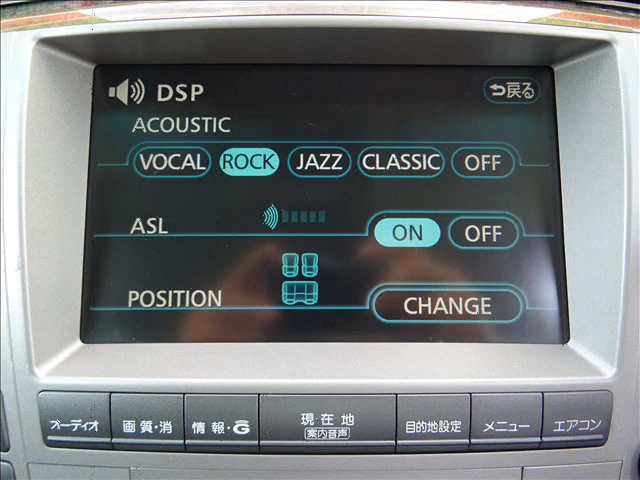 DSP
戻る
ACOUSTIC
VOCAL ROCK JAZZ CLASSIC OFF
ASL ON OFF
POSITION CHANGE
オーディオ 画質・消 情報・G 現在地 目的地設定 メニュー エアコン
案内音声